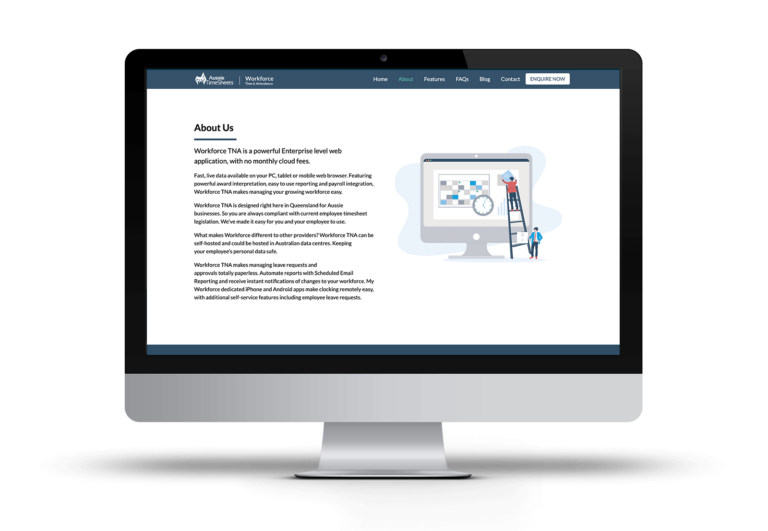 Aussie
TimeSheets
Workforce
Time & Attendance
Home About Features FAQs Blog Contact ENQUIRE NOW
About Us
Workforce TNA is a powerful Enterprise level web
application, with no monthly cloud fees.
Fast, live data available on your PC, tablet or mobile web browser. Featuring
powerful award interpretation, easy to use reporting and payroll integration,
Workforce TNA makes managing your growing workforce easy.
Workforce TNA is designed right here in Queensland for Aussie
businesses. So you are always compliant with current employee timesheet
legislation. We've made it easy for you and your employee to use.
What makes Workforce different to other providers? Workforce TNA can be
self-hosted and could be hosted in Australian data centres. Keeping
your employee's personal data safe.
Workforce TNA makes managing leave requests and
approvals totally paperless. Automate reports with Scheduled Email
Reporting and receive instant notifications of changes to your workforce. My
Workforce dedicated iPhone and Android apps make clocking remotely easy,
with additional self-service features including employee leave requests.